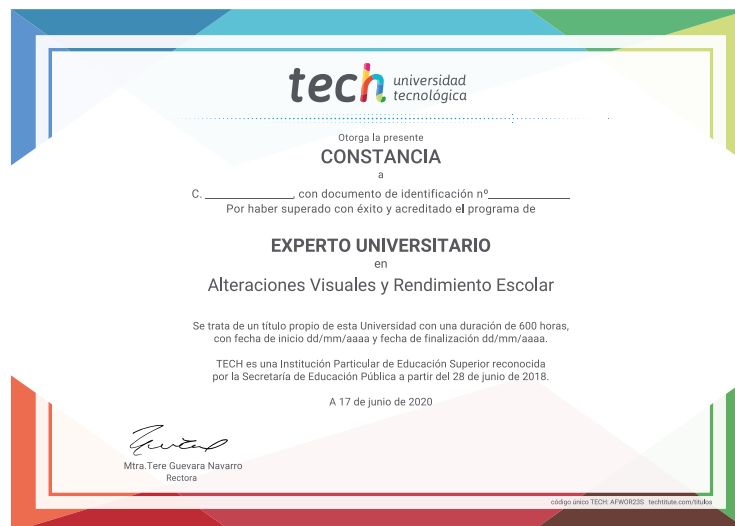 tech universidad
tecnológica
Otorga la presente
CONSTANCIA
a
C. ______________, con documento de identificación nº______________
Por haber superado con éxito y acreditado el programa de
EXPERTO UNIVERSITARIO
en
Alteraciones Visuales y Rendimiento Escolar
Se trata de un título propio de esta Universidad con una duración de 600 horas,
con fecha de inicio dd/mm/aaaa y fecha de finalización dd/mm/aaaa.
TECH es una Institución Particular de Educación Superior reconocida
por la Secretaría de Educación Pública a partir del 28 de junio de 2018.
A 17 de junio de 2020
Mtra.Tere Guevara Navarro
Rectora
código único TECH: AFWOR23S techtitute.com/titulos